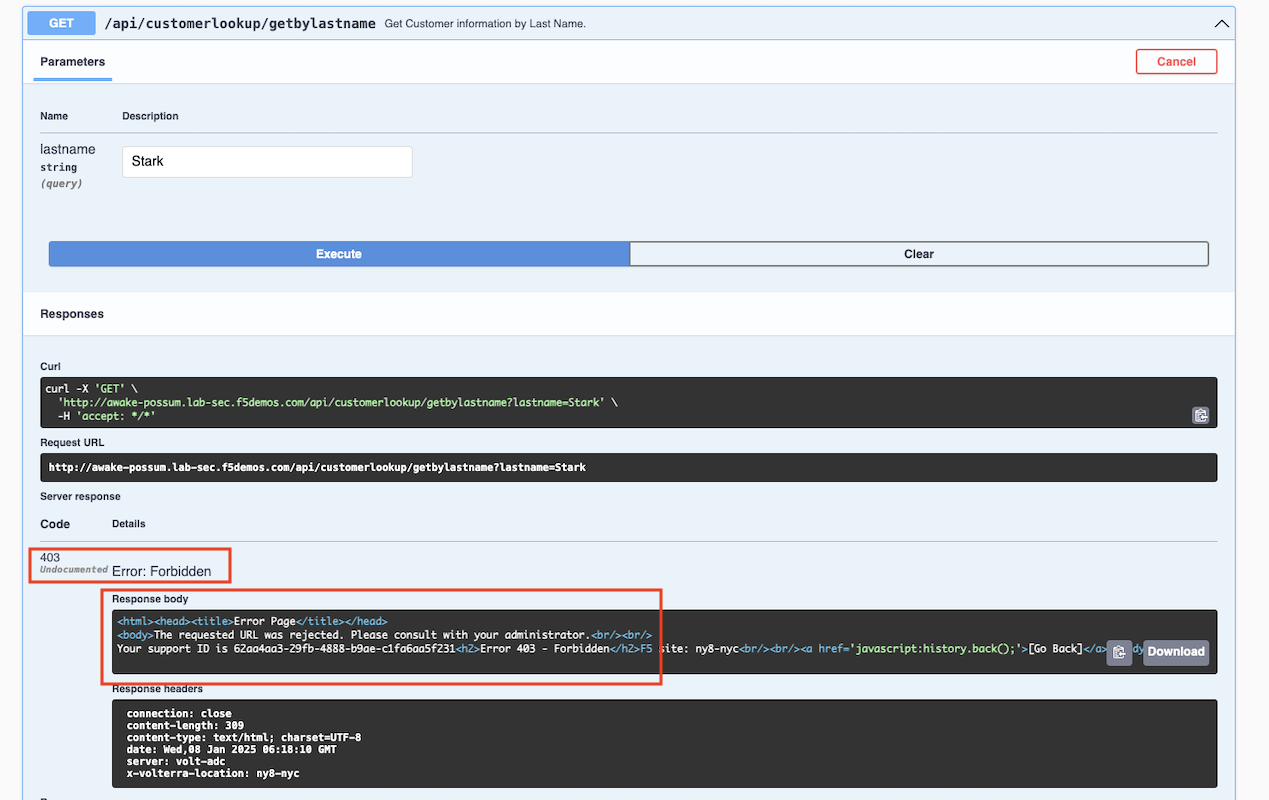 GET /api/customerlookup/getbylastname Get Customer information by Last Name.
Parameters
Cancel
Name Description
lastname
string
(query)
Stark
Execute Clear
Responses
Curl
curl -X 'GET' \
'http://awake-possum.lab-sec.f5demos.com/api/customerlookup/getbylastname?lastname=Stark' \
-H 'accept: */*'
Request URL
http://awake-possum.lab-sec.f5demos.com/api/customerlookup/getbylastname?lastname=Stark
Server response
Code Details
403
Undocumented Error: Forbidden
Response body
<html><head><title>Error Page</title></head>
<body>The requested URL was rejected. Please consult with your administrator.<br/><br/>
Your support ID is 62aa4aa3-29fb-4888-b9ae-c1fa6aa5f231<h2>Error 403 - Forbidden</h2>F5 site: ny8-nyc<br/><br/><a href='javascript:history.back();'>[Go Back]</a>
Download
Response headers
connection: close
content-length: 309
content-type: text/html; charset=UTF-8
date: Wed,08 Jan 2025 06:18:10 GMT
server: volt-adc
x-volterra-location: ny8-nyc